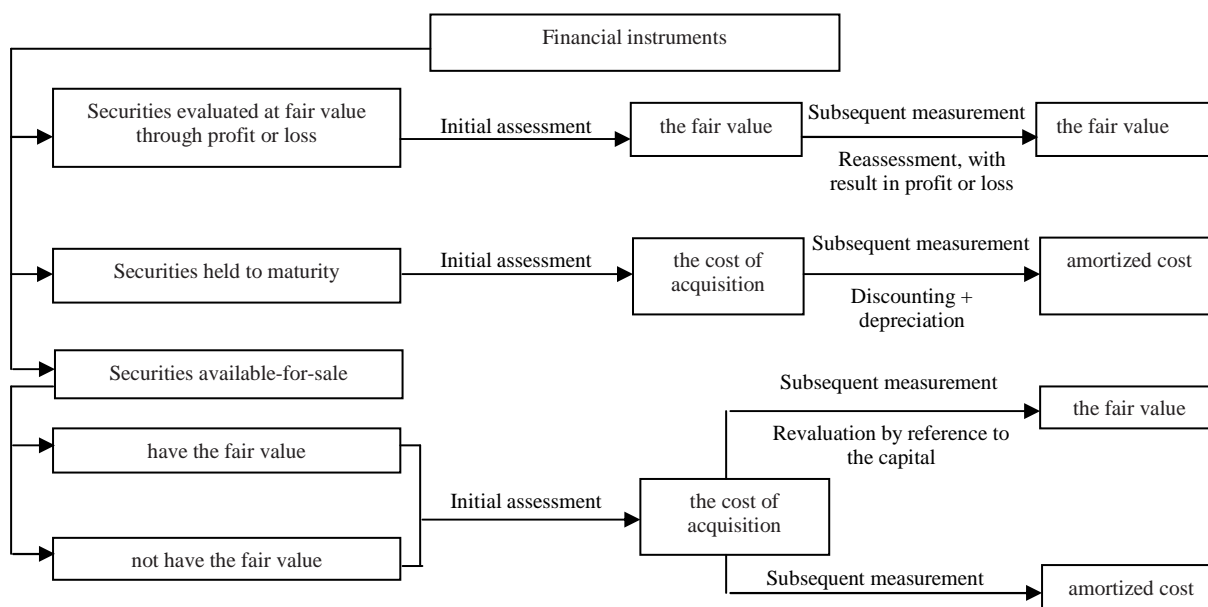 Financial instruments
Securities evaluated at fair value
through profit or loss
Initial assessment
the fair value
Subsequent measurement
Reassessment, with
result in profit or loss
the fair value
Securities held to maturity
Initial assessment
the cost of
acquisition
Subsequent measurement
Discounting +
depreciation
amortized cost
Securities available-for-sale
have the fair value
not have the fair value
Initial assessment
the cost of
acquisition
Subsequent measurement
Revaluation by reference to
the capital
the fair value
Subsequent measurement
amortized cost